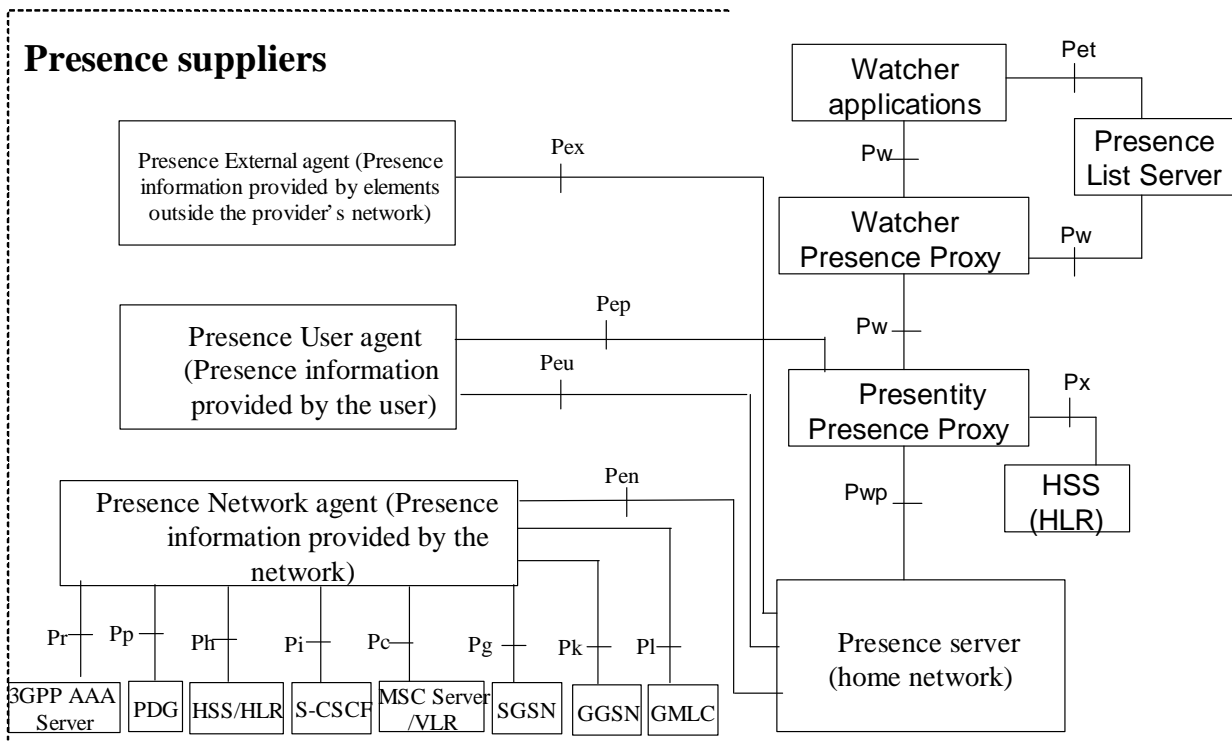 Presence suppliers
Presence External agent (Presence
information provided by elements
outside the provider’s network)
Pex
Presence User agent
(Presence information
provided by the user)
Pep
Peu
Presence Network agent (Presence
information provided by the
network)
Pen
Pr
Pp
Ph
Pi
Pc
Pg
Pk
Pl
3GPP AAA
Server
PDG
HSS/HLR
S-CSCF
MSC Server
/VLR
SGSN
GGSN
GMLC
Watcher
applications
Pet
Presence
List Server
Pw
Watcher
Presence Proxy
Pw
Pw
Presentity
Presence Proxy
Px
HSS
(HLR)
Pwp
Presence server
(home network)